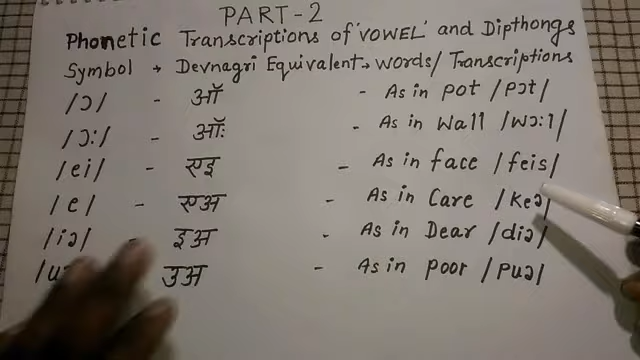 PART-2
Phonetic Transcriptions of 'VOWEL' and Dipthongs
Symbol → Devnagri Equivalent → words/ Transcriptions
/ɔ/ - ऑ - As in pot /pɔt/
/ɔː/ - ऑः - As in Wall /wɔːl/
/ei/ - एइ - As in face /feis/
/e/ - एअ - As in Care /keə/
/iə/ - इअ - As in Dear /diə/
उअ - As in poor /puə/